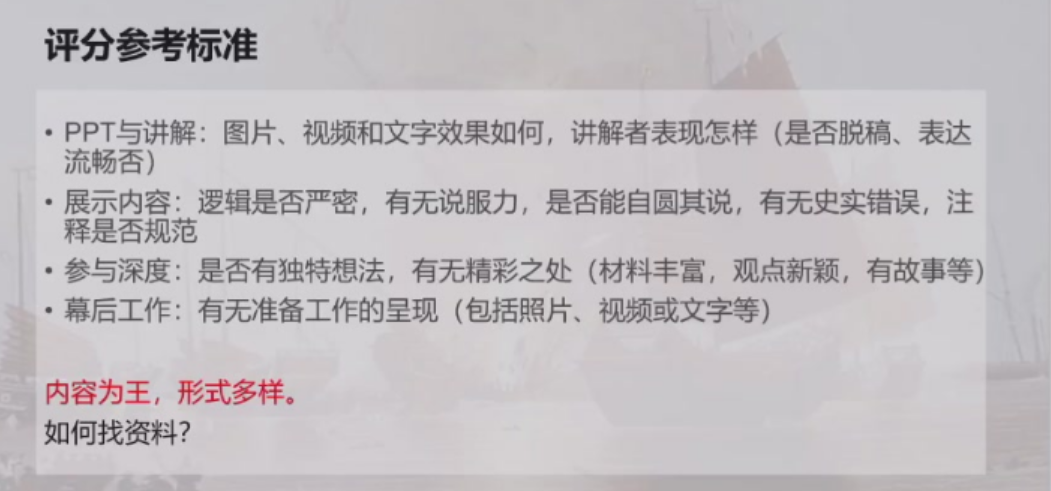 评分参考标准
• PPT与讲解：图片、视频和文字效果如何，讲解者表现怎样（是否脱稿、表达
流畅否）
• 展示内容：逻辑是否严密，有无说服力，是否能自圆其说，有无史实错误，注
释是否规范
• 参与深度：是否有独特想法，有无精彩之处（材料丰富，观点新颖，有故事等）
• 幕后工作：有无准备工作的呈现（包括照片、视频或文字等）
内容为王，形式多样。
如何找资料？